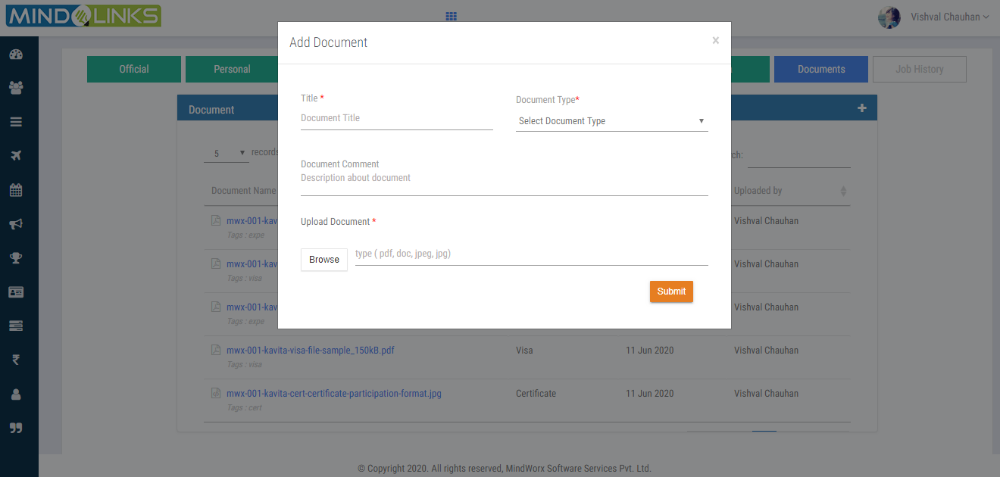 MINDLINKS
Vishval Chauhan
Add Document ×
Official Personal Documents Job History
Title *
Document Type*
Document Title
Select Document Type
Document
5 records
ch:
Document Comment
Description about document
Document Name Uploaded by
Upload Document *
mwx-001-kavi Vishval Chauhan
Tags : expe
Browse type ( pdf, doc, jpeg, jpg)
mwx-001-kav Vishval Chauhan
Tags : visa
Submit
mwx-001-kav Vishval Chauhan
Tags : expe
mwx-001-kavita-visa-file-sample_150kB.pdf Visa 11 Jun 2020 Vishval Chauhan
Tags : visa
mwx-001-kavita-cert-certificate-participation-format.jpg Certificate 11 Jun 2020 Vishval Chauhan
Tags : cert
© Copyright 2020. All rights reserved, MindWorx Software Services Pvt. Ltd.